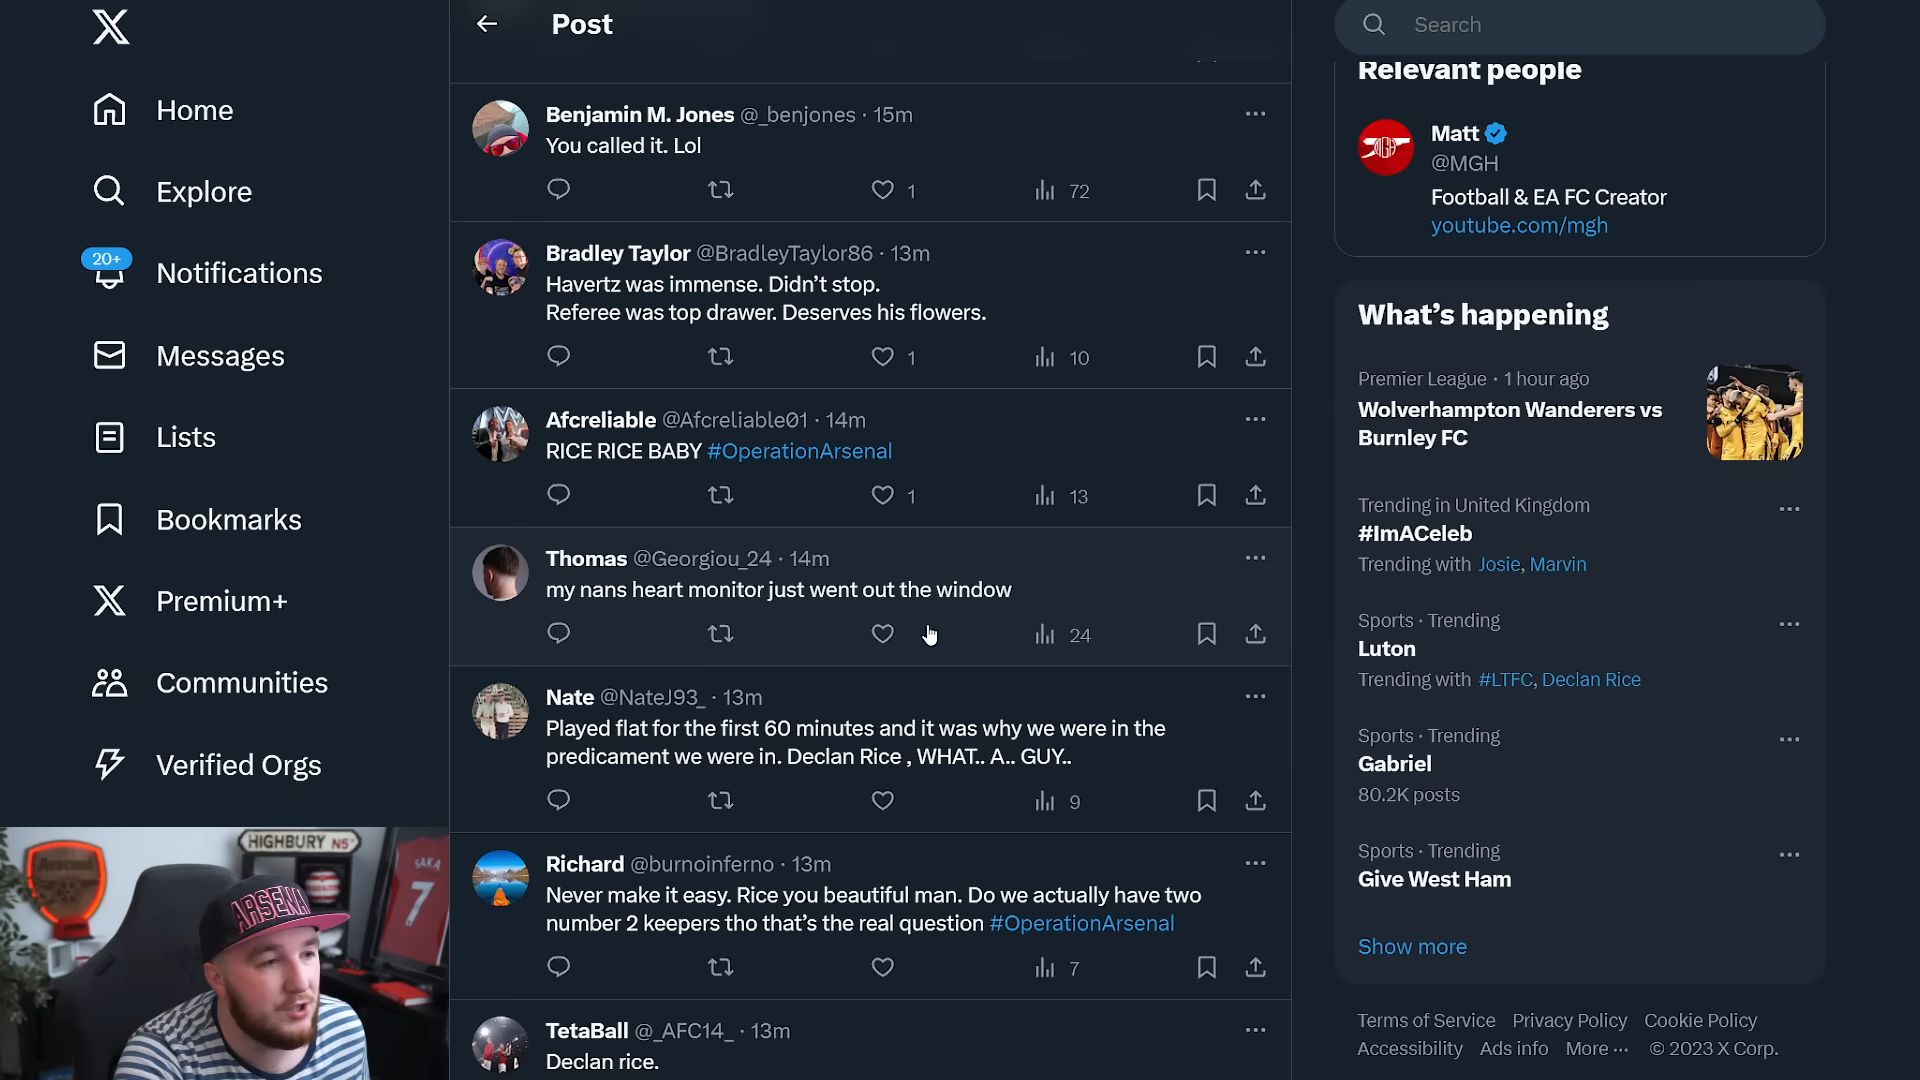 Home
Explore
20+
Notifications
Messages
Lists
Bookmarks
Premium+
Communities
Verified Orgs
Post
Benjamin M. Jones @_benjones · 15m
You called it. Lol
1
72
Bradley Taylor @BradleyTaylor86 · 13m
Havertz was immense. Didn’t stop.
Referee was top drawer. Deserves his flowers.
1
10
Afcreliable @Afcreliable01 · 14m
RICE RICE BABY #OperationArsenal
1
13
Thomas @Georgiou_24 · 14m
my nans heart monitor just went out the window
24
Nate @NateJ93_ · 13m
Played flat for the first 60 minutes and it was why we were in the
predicament we were in. Declan Rice , WHAT.. A.. GUY..
9
Richard @burnoinferno · 13m
Never make it easy. Rice you beautiful man. Do we actually have two
number 2 keepers tho that’s the real question #OperationArsenal
7
TetaBall @_AFC14_ · 13m
Declan rice.
Search
Relevant people
MGH
Matt
@MGH
Football & EA FC Creator
youtube.com/mgh
What’s happening
Premier League · 1 hour ago
Wolverhampton Wanderers vs
Burnley FC
Trending in United Kingdom
#ImACeleb
Trending with Josie, Marvin
Sports · Trending
Luton
Trending with #LTFC, Declan Rice
Sports · Trending
Gabriel
80.2K posts
Sports · Trending
Give West Ham
Show more
Terms of Service Privacy Policy Cookie Policy
Accessibility Ads info More ··· © 2023 X Corp.
HIGHBURY N5
Arsenal
SAKA
7
ARSENAL